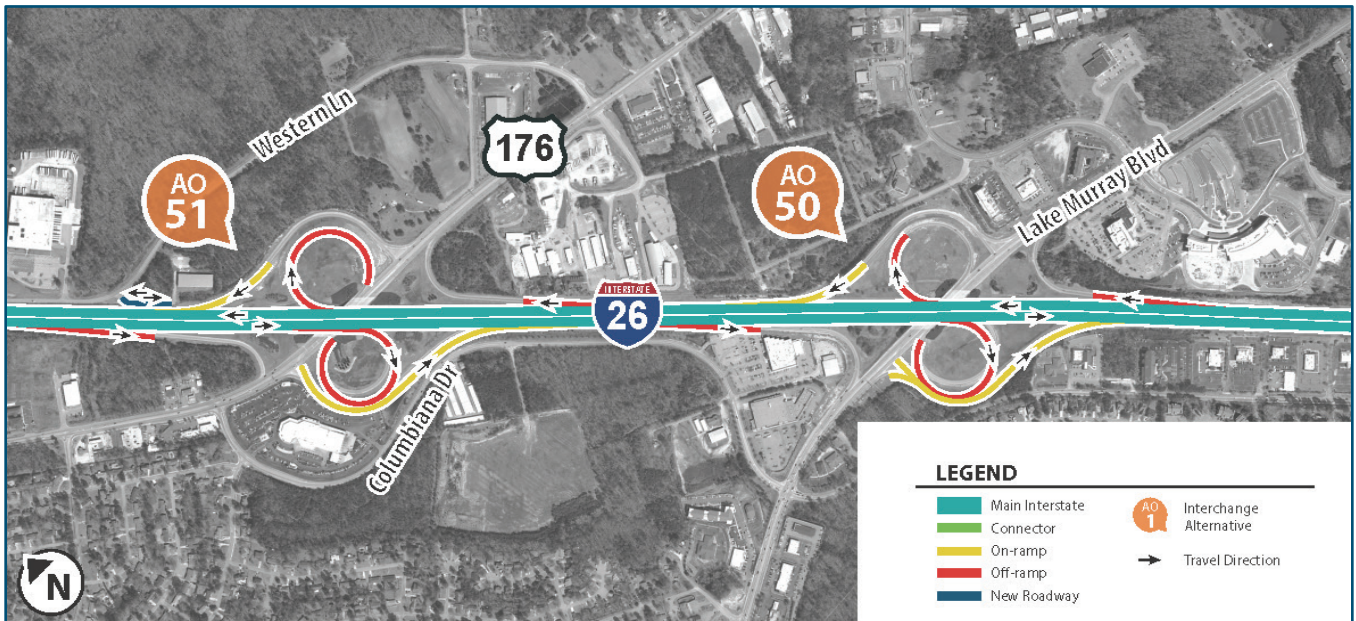 Western Ln
176
AO
51
AO
50
Lake Murray Blvd
INTERSTATE
26
Columbiana Dr
N
LEGEND
Main Interstate
Connector
On-ramp
Off-ramp
New Roadway
AO
1
Interchange
Alternative
Travel Direction